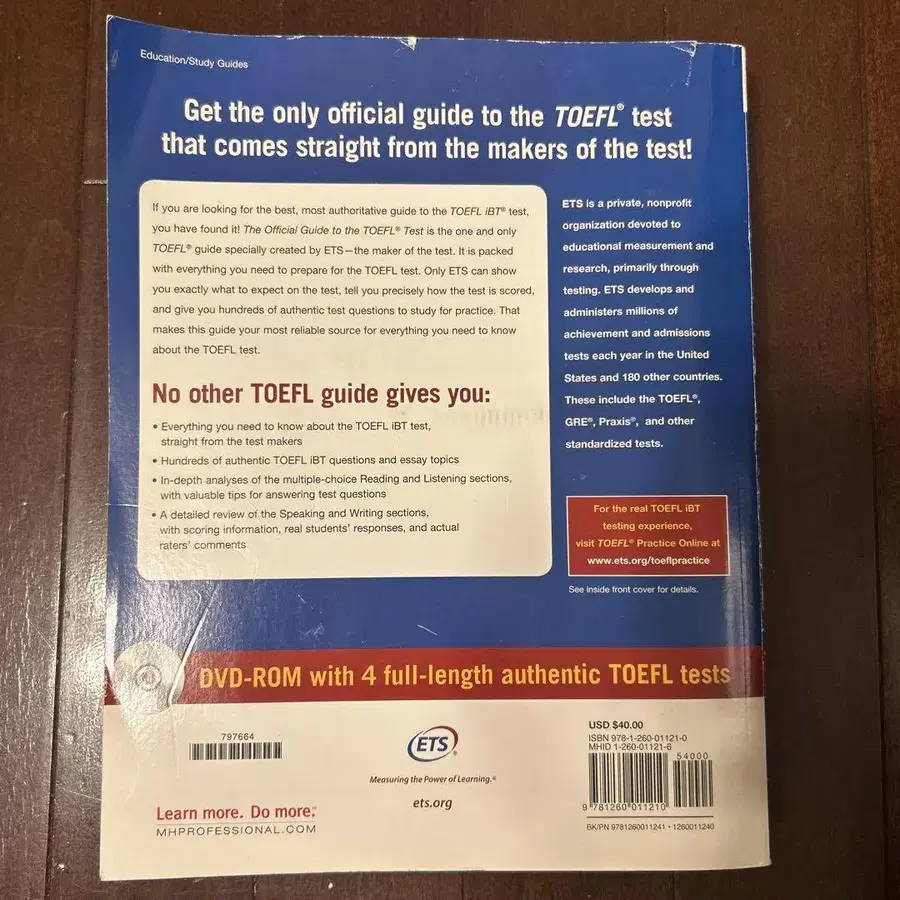 Education/Study Guides
Get the only official guide to the TOEFL® test
that comes straight from the makers of the test!
If you are looking for the best, most authoritative guide to the TOEFL iBT® test,
you have found it! The Official Guide to the TOEFL® Test is the one and only
TOEFL® guide specially created by ETS—the maker of the test. It is packed
with everything you need to prepare for the TOEFL test. Only ETS can show
you exactly what to expect on the test, tell you precisely how the test is scored,
and give you hundreds of authentic test questions to study for practice. That
makes this guide your most reliable source for everything you need to know
about the TOEFL test.
No other TOEFL guide gives you:
• Everything you need to know about the TOEFL iBT test,
straight from the test makers
• Hundreds of authentic TOEFL iBT questions and essay topics
• In-depth analyses of the multiple-choice Reading and Listening sections,
with valuable tips for answering test questions
• A detailed review of the Speaking and Writing sections,
with scoring information, real students' responses, and actual
raters' comments
ETS is a private, nonprofit
organization devoted to
educational measurement and
research, primarily through
testing. ETS develops and
administers millions of
achievement and admissions
tests each year in the United
States and 180 other countries.
These include the TOEFL®,
GRE®, Praxis®, and other
standardized tests.
For the real TOEFL iBT
testing experience,
visit TOEFL® Practice Online at
www.ets.org/toeflpractice
See inside front cover for details.
DVD-ROM with 4 full-length authentic TOEFL tests
797664
Learn more. Do more.™
MHPROFESSIONAL.COM
ETS®
Measuring the Power of Learning.®
ets.org
USD $40.00
ISBN 978-1-260-01121-0
MHID 1-260-01121-6
54000
9 781260 011210
BK/PN 9781260011241 • 1260011240